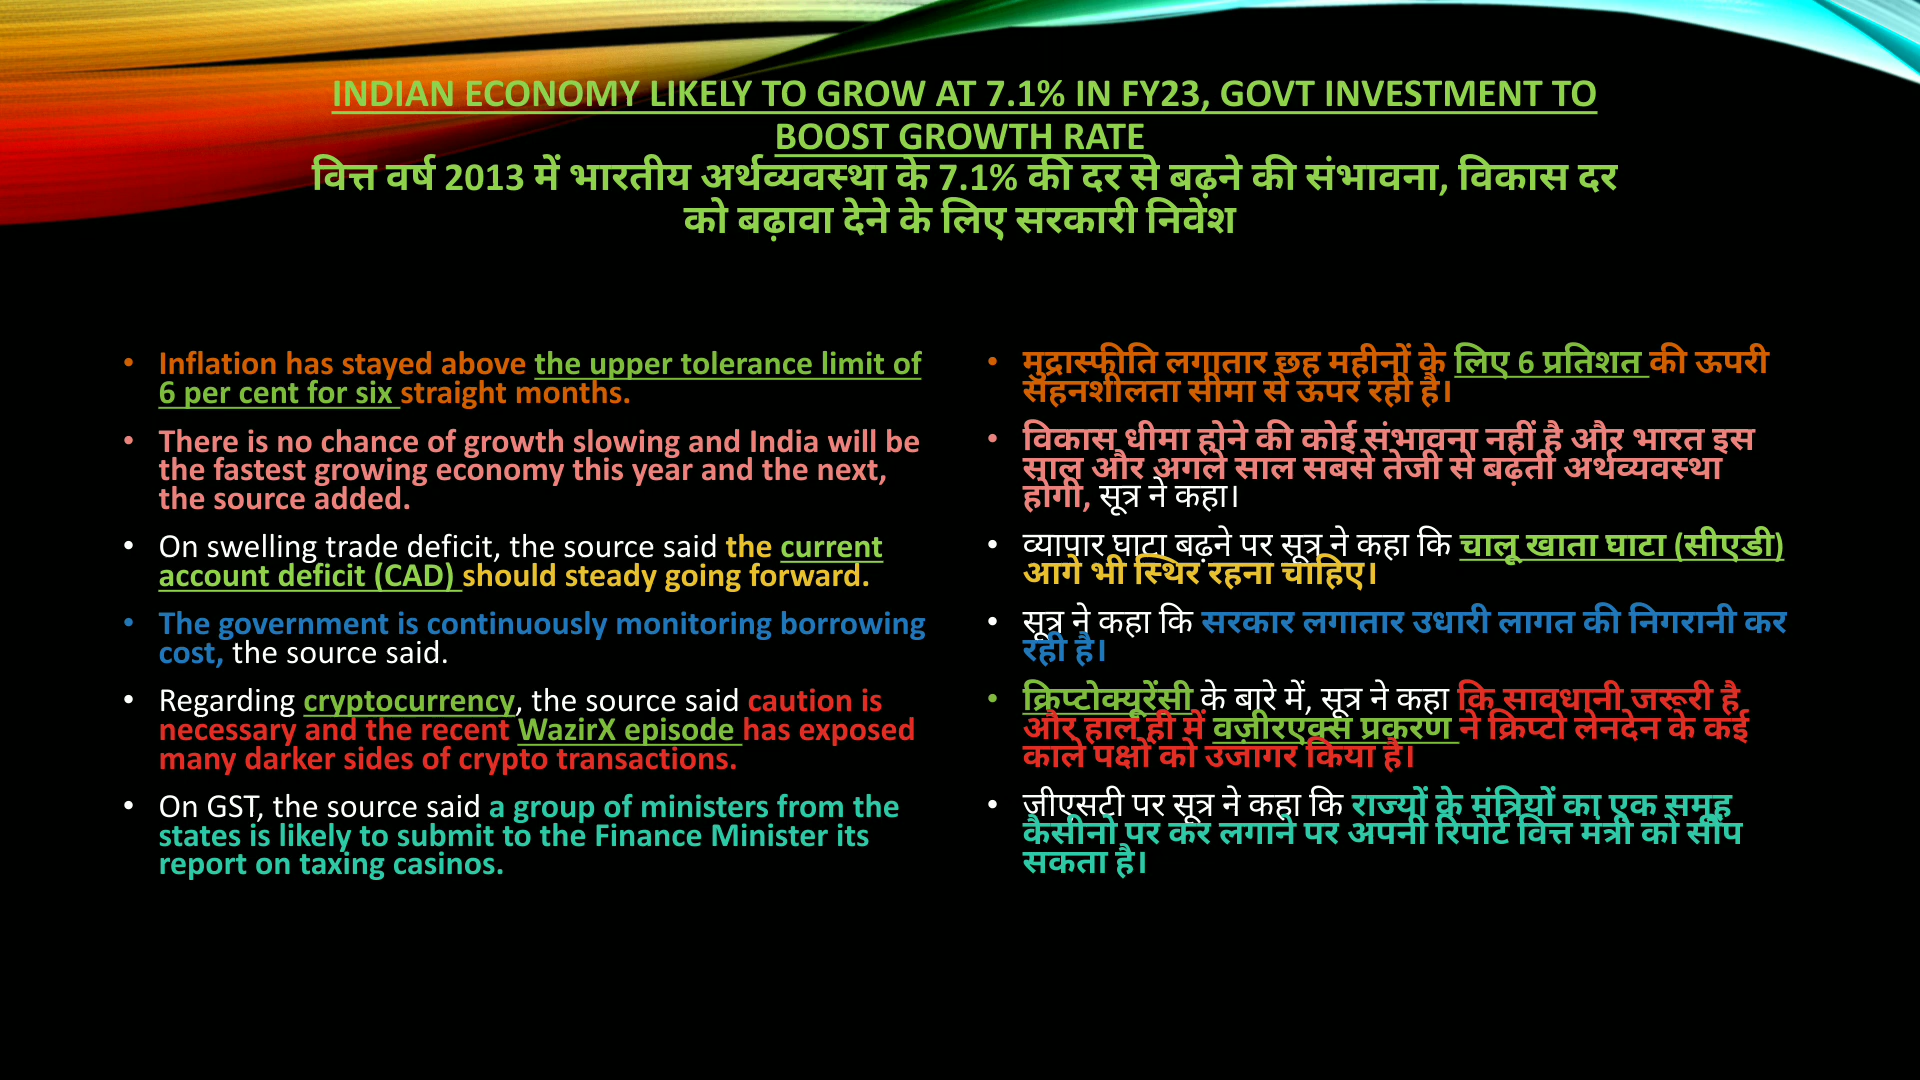 INDIAN ECONOMY LIKELY TO GROW AT 7.1% IN FY23, GOVT INVESTMENT TO
BOOST GROWTH RATE
वित्त वर्ष 2013 में भारतीय अर्थव्यवस्था के 7.1% की दर से बढ़ने की संभावना, विकास दर
को बढ़ावा देने के लिए सरकारी निवेश
• Inflation has stayed above the upper tolerance limit of
6 per cent for six straight months.
• There is no chance of growth slowing and India will be
the fastest growing economy this year and the next,
the source added.
• On swelling trade deficit, the source said the current
account deficit (CAD) should steady going forward.
• The government is continuously monitoring borrowing
cost, the source said.
• Regarding cryptocurrency, the source said caution is
necessary and the recent WazirX episode has exposed
many darker sides of crypto transactions.
• On GST, the source said a group of ministers from the
states is likely to submit to the Finance Minister its
report on taxing casinos.
• मुद्रास्फीति लगातार छह महीनों के लिए 6 प्रतिशत की ऊपरी
सहनशीलता सीमा से ऊपर रही है।
• विकास धीमा होने की कोई संभावना नहीं है और भारत इस
साल और अगले साल सबसे तेजी से बढ़ती अर्थव्यवस्था
होगी, सूत्र ने कहा।
• व्यापार घाटा बढ़ने पर सूत्र ने कहा कि चालू खाता घाटा (सीएडी)
आगे भी स्थिर रहना चाहिए।
• सूत्र ने कहा कि सरकार लगातार उधारी लागत की निगरानी कर
रही है।
• क्रिप्टोक्यूरेंसी के बारे में, सूत्र ने कहा कि सावधानी जरूरी है
और हाल ही में वज़ीरएक्स प्रकरण ने क्रिप्टो लेनदेन के कई
काले पक्षों को उजागर किया है।
• जीएसटी पर सूत्र ने कहा कि राज्यों के मंत्रियों का एक समूह
कैसीनो पर कर लगाने पर अपनी रिपोर्ट वित्त मंत्री को सौंप
सकता है।